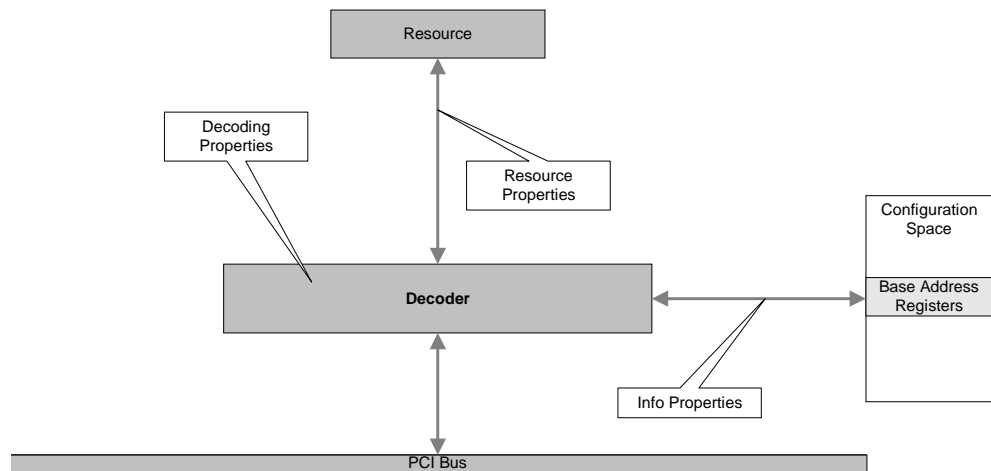 Resource
Decoding
Properties
Resource
Properties
Configuration
Space
Base Address
Registers
Decoder
Info Properties
PCI Bus